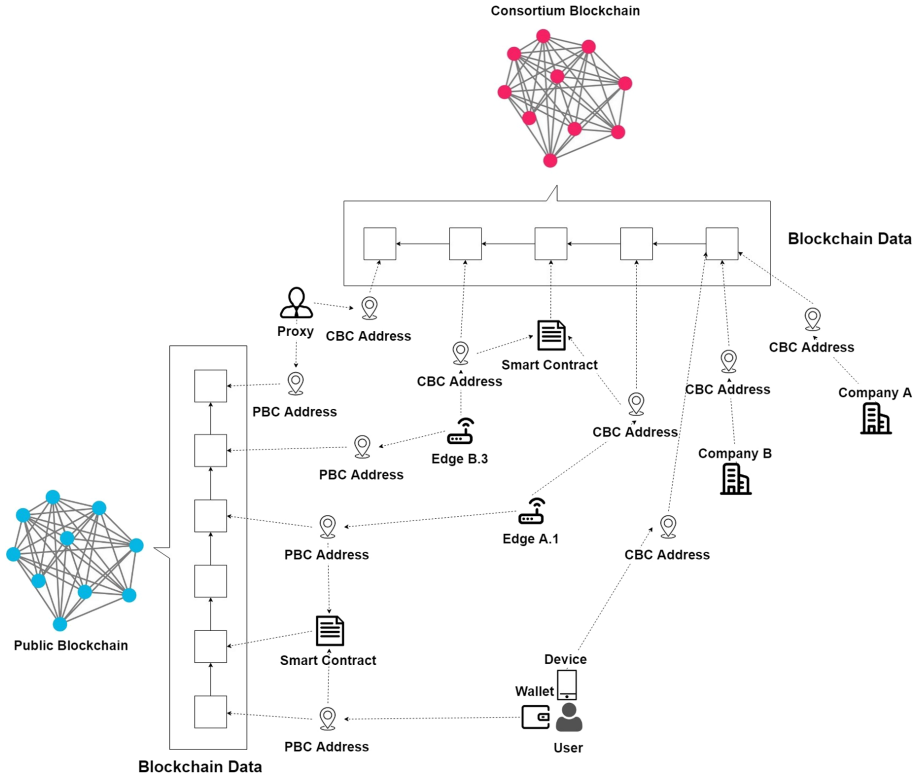 Consortium Blockchain
Blockchain Data
Proxy
CBC Address
Smart Contract
CBC Address
CBC Address
CBC Address
Company A
PBC Address
CBC Address
Edge B.3
Company B
PBC Address
Edge A.1
PBC Address
CBC Address
Public Blockchain
Smart Contract
Device
Wallet
PBC Address
User
Blockchain Data